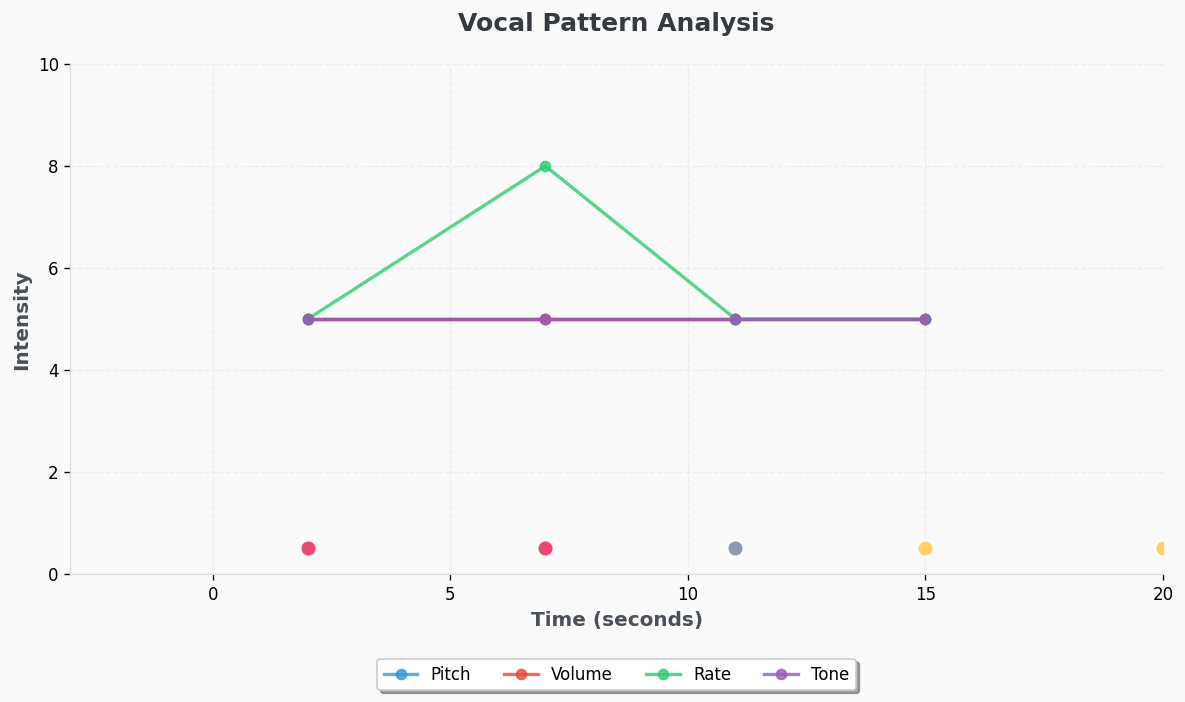 Vocal Pattern Analysis
10
8
6
4
2
0
Intensity
0 5 10 15 20
Time (seconds)
Pitch Volume Rate Tone